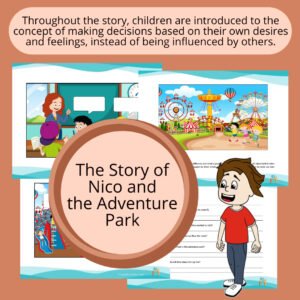 Throughout the story, children are introduced to the
concept of making decisions based on their own desires
and feelings, instead of being influenced by others.
The Story of
Nico and
the Adventure
Park